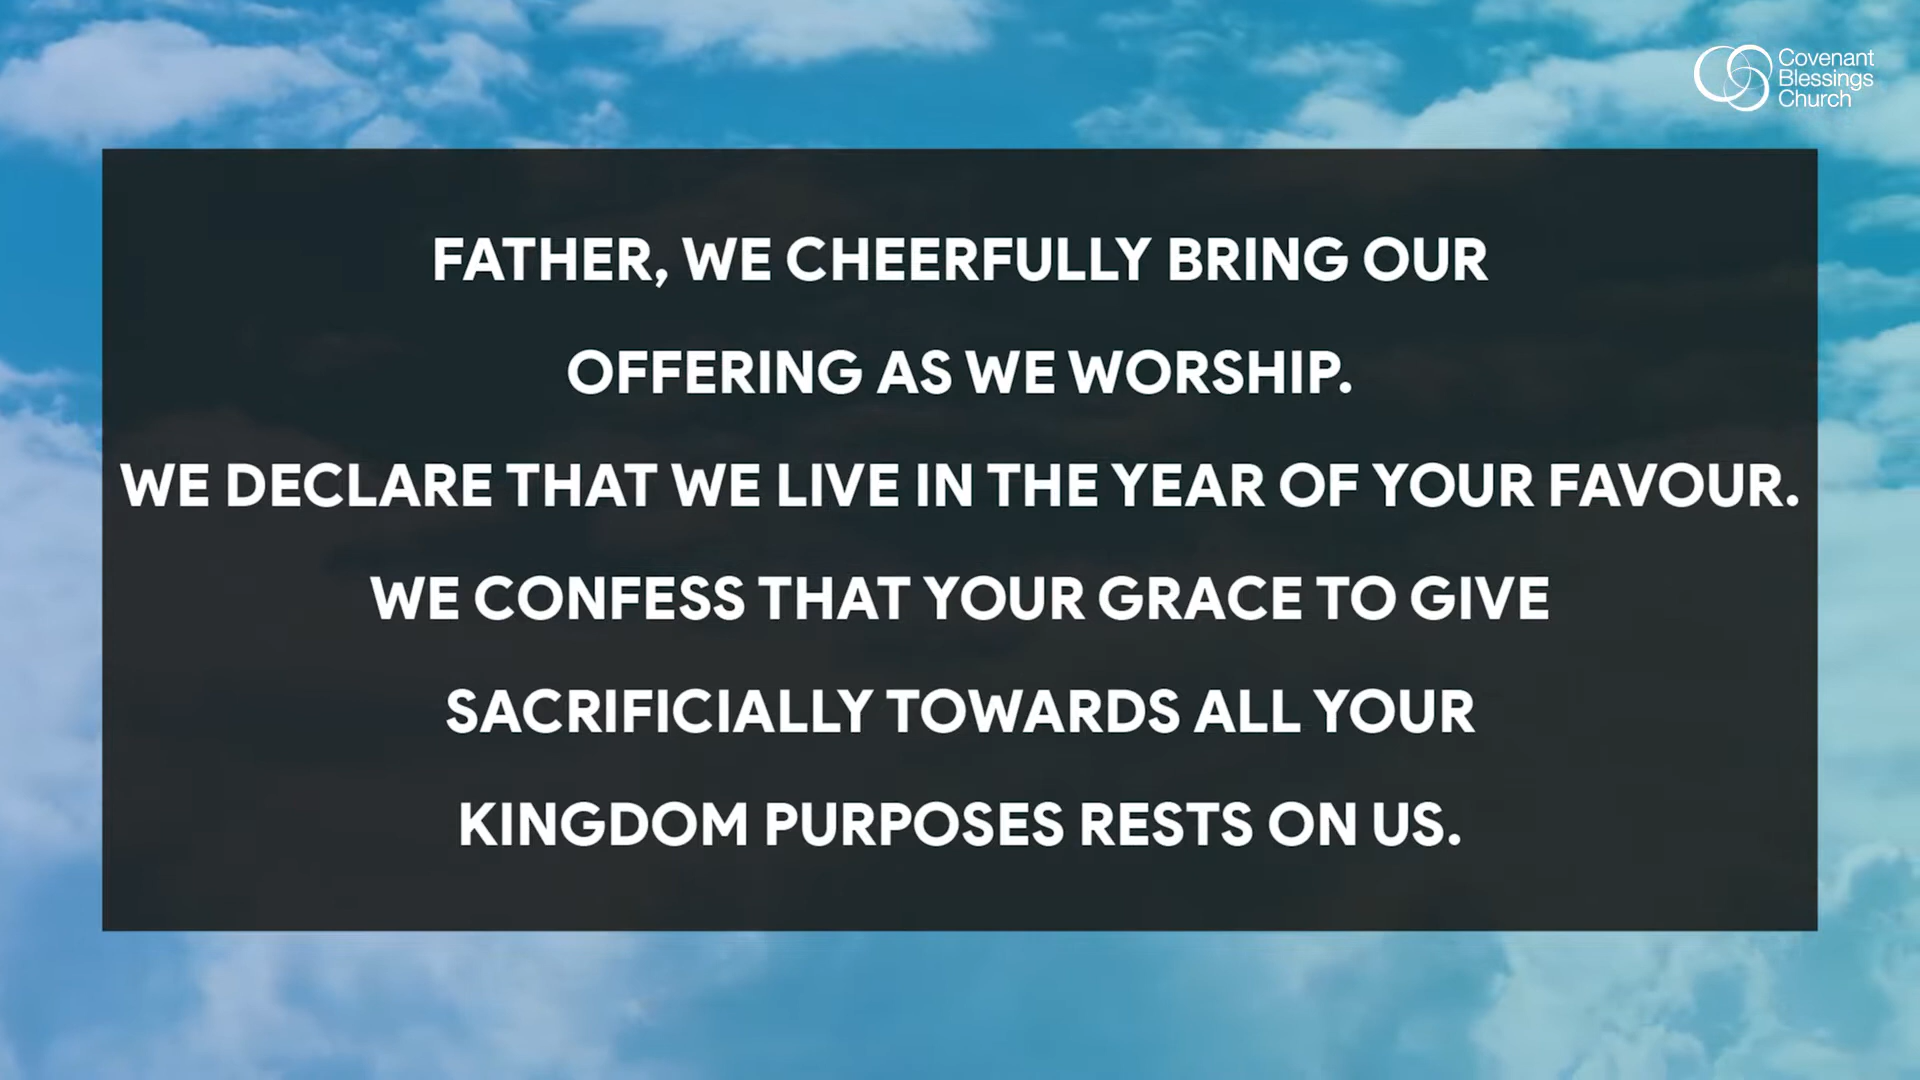 Covenant
Blessings
Church
FATHER, WE CHEERFULLY BRING OUR
OFFERING AS WE WORSHIP.
WE DECLARE THAT WE LIVE IN THE YEAR OF YOUR FAVOUR.
WE CONFESS THAT YOUR GRACE TO GIVE
SACRIFICIALLY TOWARDS ALL YOUR
KINGDOM PURPOSES RESTS ON US.